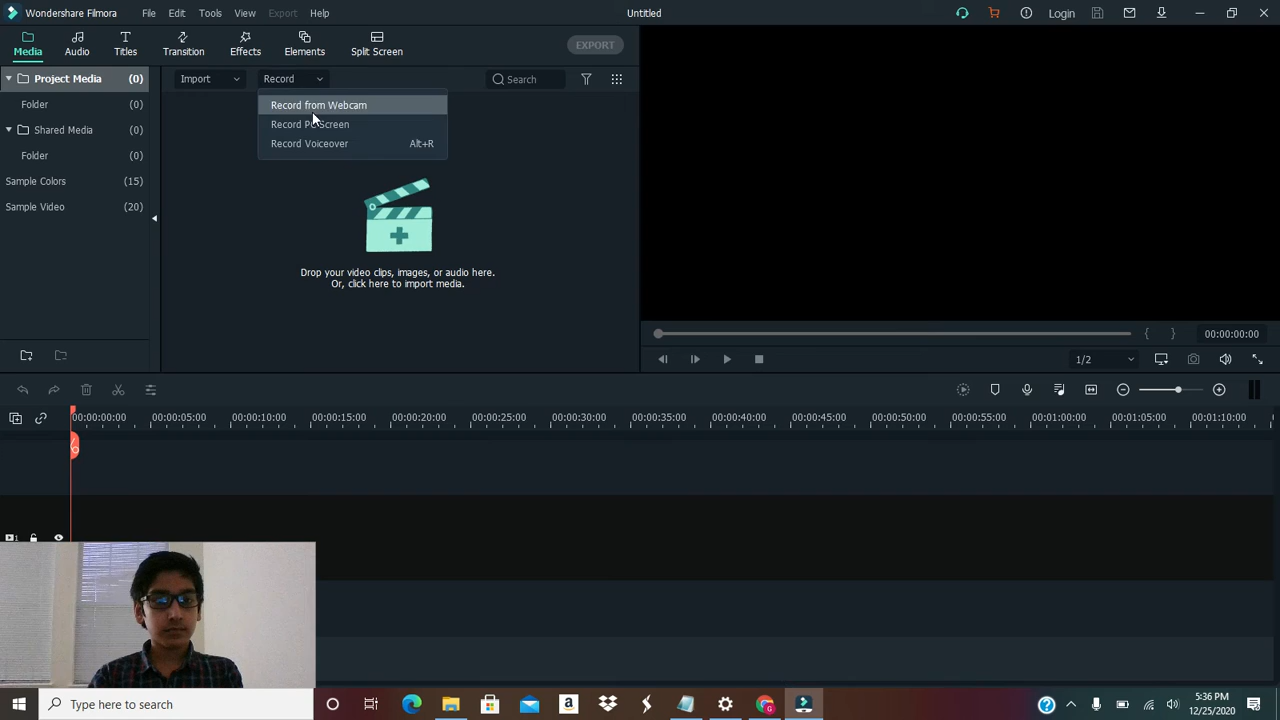 Wondershare Filmora File Edit Tools View Export Help Untitled Login
Media Audio Titles Transition Effects Elements Split Screen EXPORT
Project Media (0) Import Record Search
Folder (0) Record from Webcam
Record PC Screen
Shared Media (0)
Record Voiceover Alt+R
Folder (0)
Sample Colors (15)
Sample Video (20)
Drop your video clips, images, or audio here.
Or, click here to import media.
{ } 00:00:00:00
1/2
00:00:00:00 00:00:05:00 00:00:10:00 00:00:15:00 00:00:20:00 00:00:25:00 00:00:30:00 00:00:35:00 00:00:40:00 00:00:45:00 00:00:50:00 00:00:55:00 00:01:00:00 00:01:05:00 00:01:10:00
1
Type here to search
5:36 PM
12/25/2020